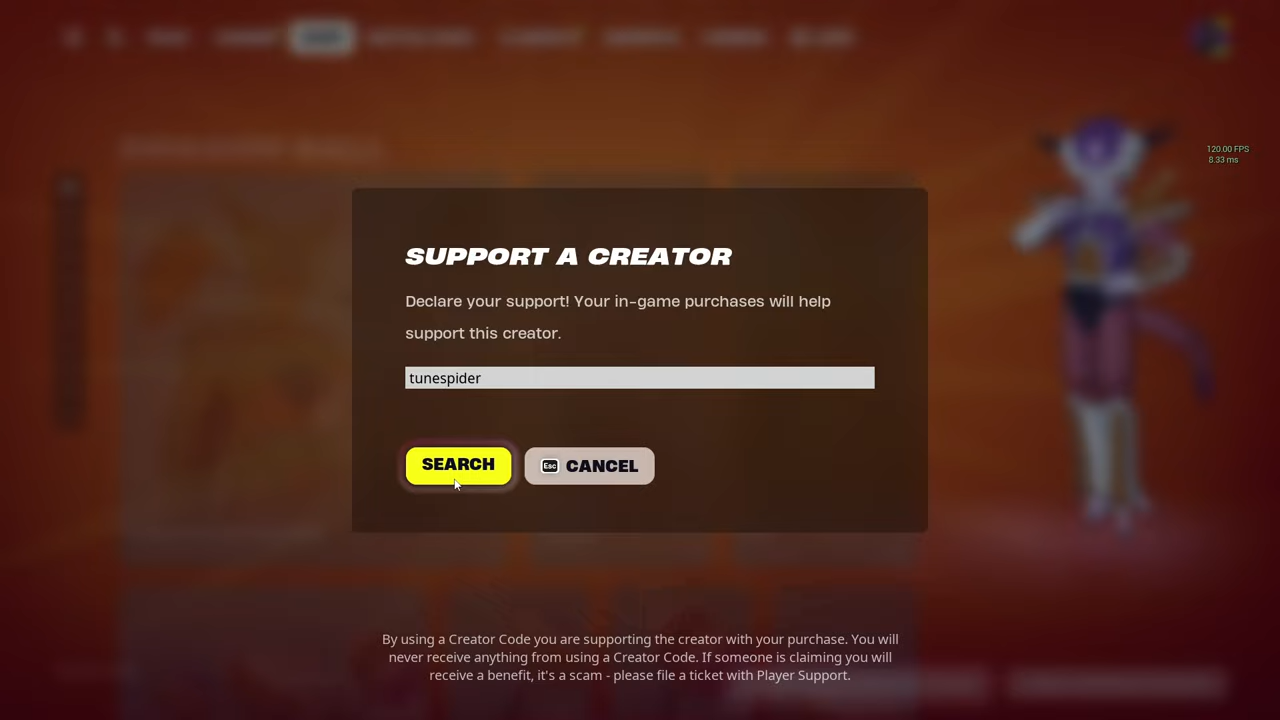 120.00 FPS
8.33 ms
SUPPORT A CREATOR
Declare your support! Your in-game purchases will help
support this creator.
tunespider
SEARCH
Esc CANCEL
By using a Creator Code you are supporting the creator with your purchase. You will
never receive anything from using a Creator Code. If someone is claiming you will
receive a benefit, it's a scam - please file a ticket with Player Support.